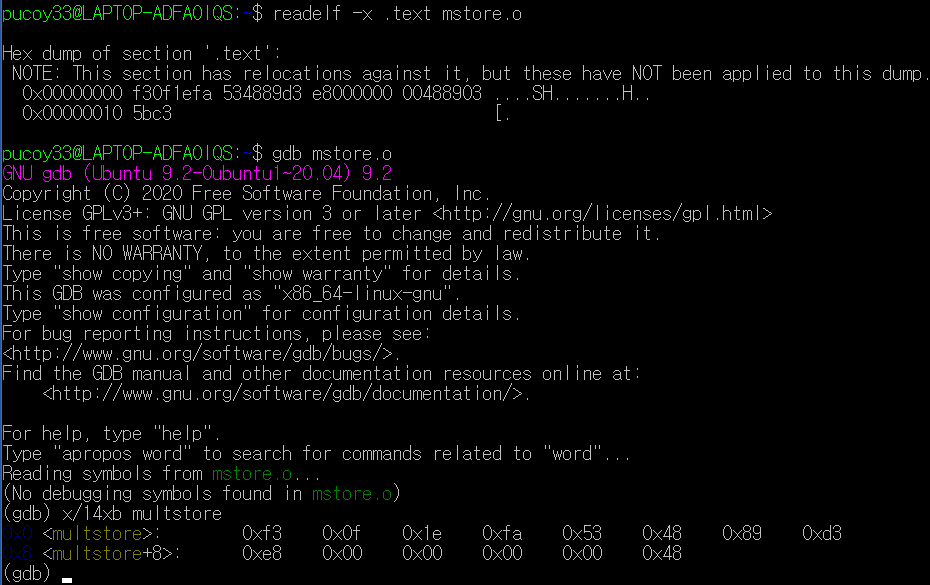 pucoy33@LAPTOP-ADFA0IQS:~$ readelf -x .text mstore.o

Hex dump of section '.text':
 NOTE: This section has relocations against it, but these have NOT been applied to this dump.
  0x00000000 f30f1efa 534889d3 e8000000 00488903 ....SH.......H..
  0x00000010 5bc3                                [.

pucoy33@LAPTOP-ADFA0IQS:~$ gdb mstore.o
GNU gdb (Ubuntu 9.2-0ubuntu1~20.04) 9.2
Copyright (C) 2020 Free Software Foundation, Inc.
License GPLv3+: GNU GPL version 3 or later <http://gnu.org/licenses/gpl.html>
This is free software: you are free to change and redistribute it.
There is NO WARRANTY, to the extent permitted by law.
Type "show copying" and "show warranty" for details.
This GDB was configured as "x86_64-linux-gnu".
Type "show configuration" for configuration details.
For bug reporting instructions, please see:
<http://www.gnu.org/software/gdb/bugs/>.
Find the GDB manual and other documentation resources online at:
    <http://www.gnu.org/software/gdb/documentation/>.

For help, type "help".
Type "apropos word" to search for commands related to "word"...
Reading symbols from mstore.o...
(No debugging symbols found in mstore.o)
(gdb) x/14xb multstore
0x0 <multstore>:        0xf3    0x0f    0x1e    0xfa    0x53    0x48    0x89    0xd3
0x8 <multstore+8>:      0xe8    0x00    0x00    0x00    0x00    0x48
(gdb)